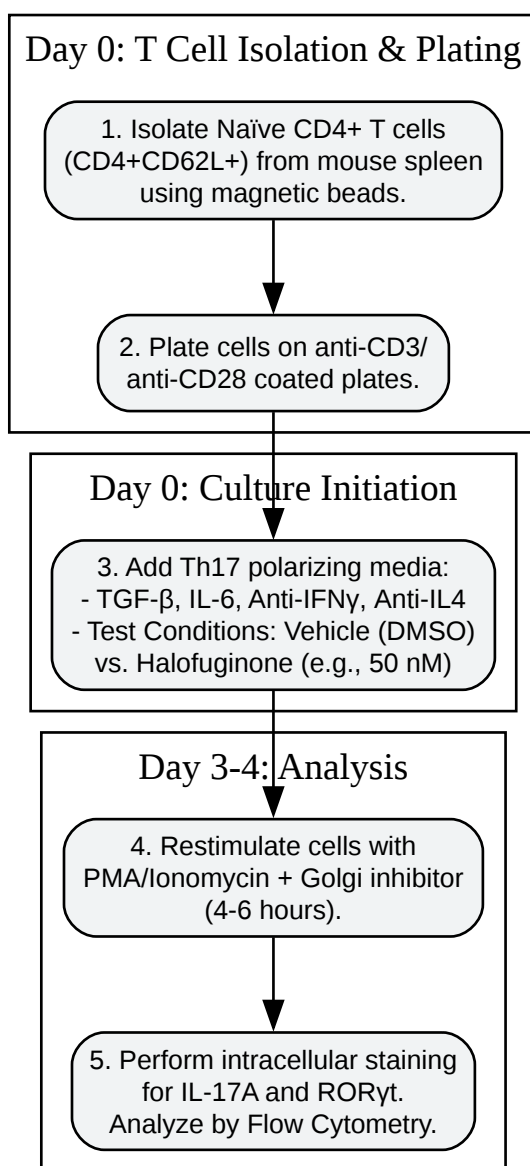 Day 0: T Cell Isolation & Plating
1. Isolate Naïve CD4+ T cells
(CD4+CD62L+) from mouse spleen
using magnetic beads.
2. Plate cells on anti-CD3/
anti-CD28 coated plates.
Day 0: Culture Initiation
3. Add Th17 polarizing media:
- TGF-β, IL-6, Anti-IFNγ, Anti-IL4
- Test Conditions: Vehicle (DMSO)
vs. Halofuginone (e.g., 50 nM)
Day 3-4: Analysis
4. Restimulate cells with
PMA/Ionomycin + Golgi inhibitor
(4-6 hours).
5. Perform intracellular staining
for IL-17A and RORγt.
Analyze by Flow Cytometry.